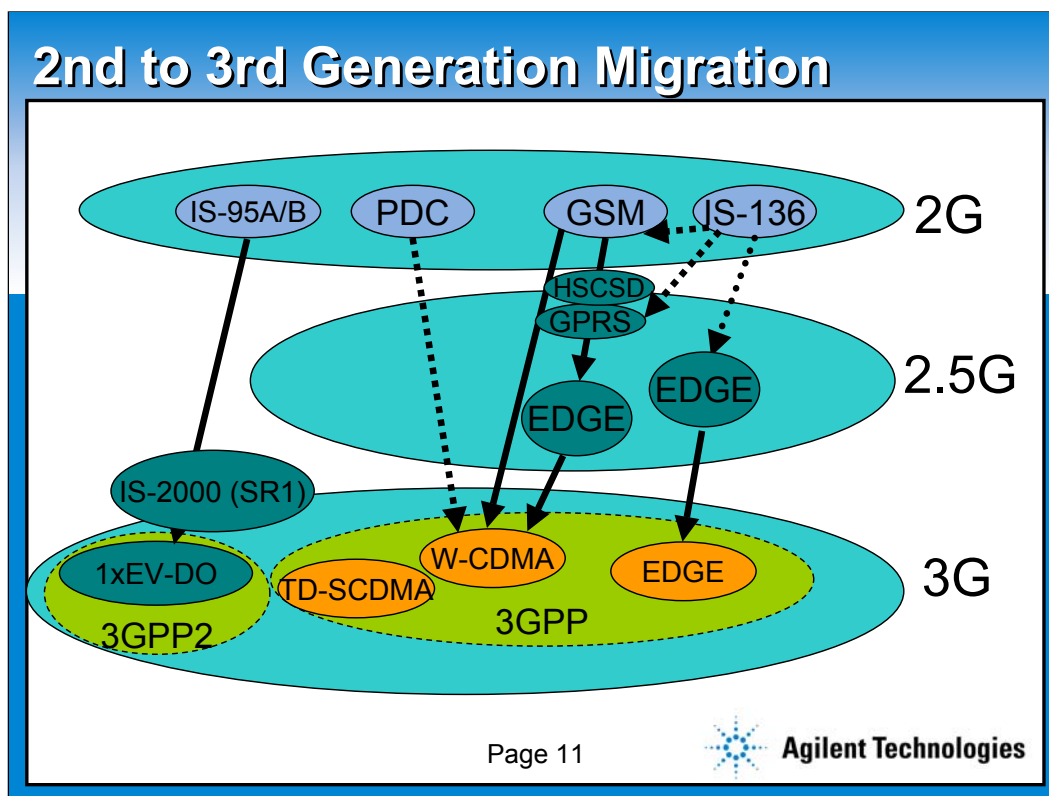 2nd to 3rd Generation Migration
IS-95A/B
PDC
GSM
IS-136
2G
HSCSD
GPRS
EDGE
EDGE
2.5G
IS-2000 (SR1)
1xEV-DO
3GPP2
TD-SCDMA
W-CDMA
EDGE
3GPP
3G
Page 11
Agilent Technologies